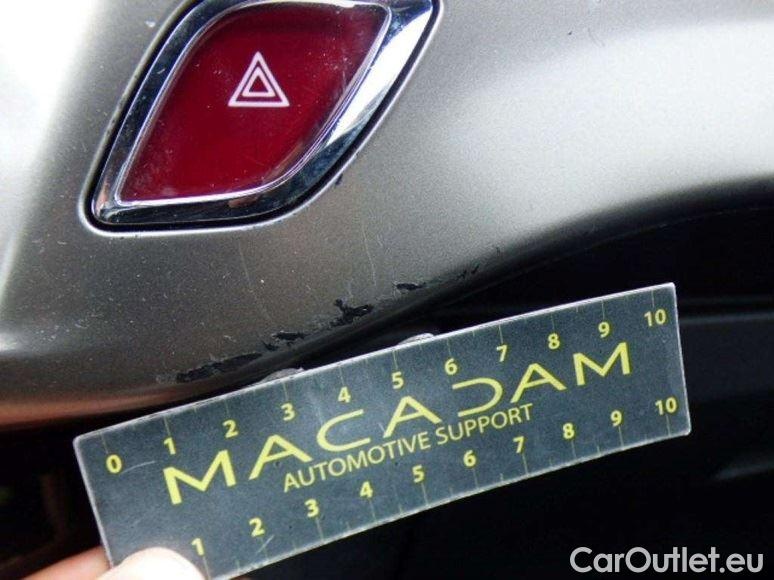 0 1 2 3 4 5 6 7 8 9 10
MACADAM
AUTOMOTIVE SUPPORT
1 2 3 4 5 6 7 8 9 10
CarOutlet.eu